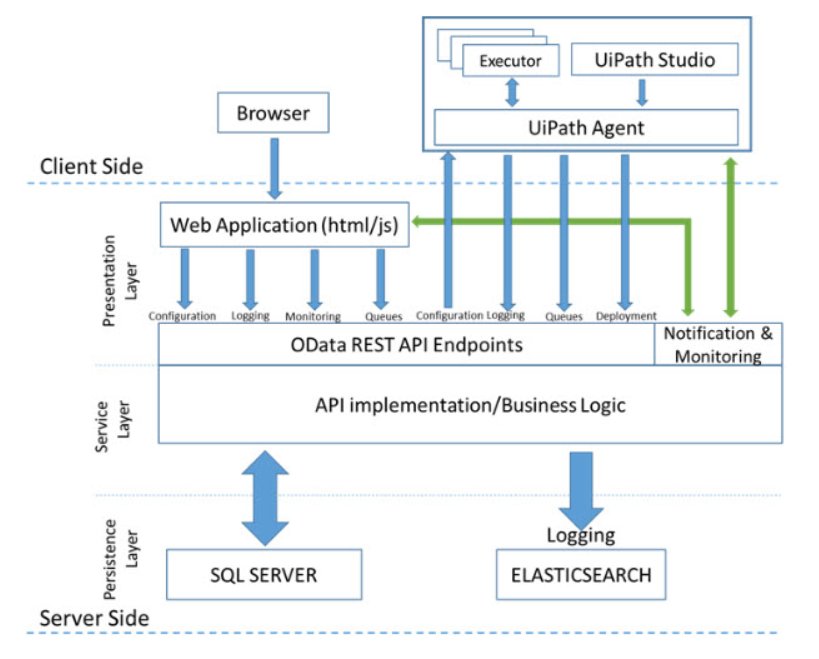 Executor
UiPath Studio
Browser
UiPath Agent
Client Side
Web Application (html/js)
Presentation
Layer
Configuration
Logging
Monitoring
Queues
Configuration
Logging
Queues
Deployment
OData REST API Endpoints
Notification &
Monitoring
Service
Layer
API implementation/Business Logic
Persistence
Layer
Logging
SQL SERVER
ELASTICSEARCH
Server Side